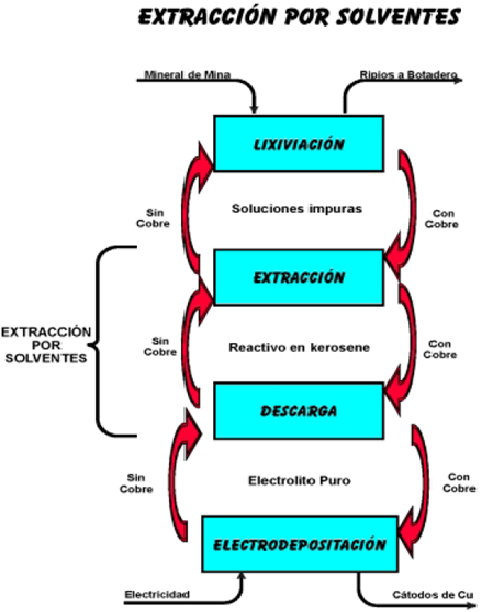 EXTRACCIÓN POR SOLVENTES
Mineral de Mina
Ripios a Botadero
LIXIVIACIÓN
Sin
Cobre
Soluciones impuras
Con
Cobre
EXTRACCIÓN
EXTRACCIÓN
POR
SOLVENTES
Sin
Cobre
Reactivo en kerosene
Con
Cobre
DESCARGA
Sin
Cobre
Electrolito Puro
Con
Cobre
ELECTRODEPOSITACIÓN
Electricidad
Cátodos de Cu